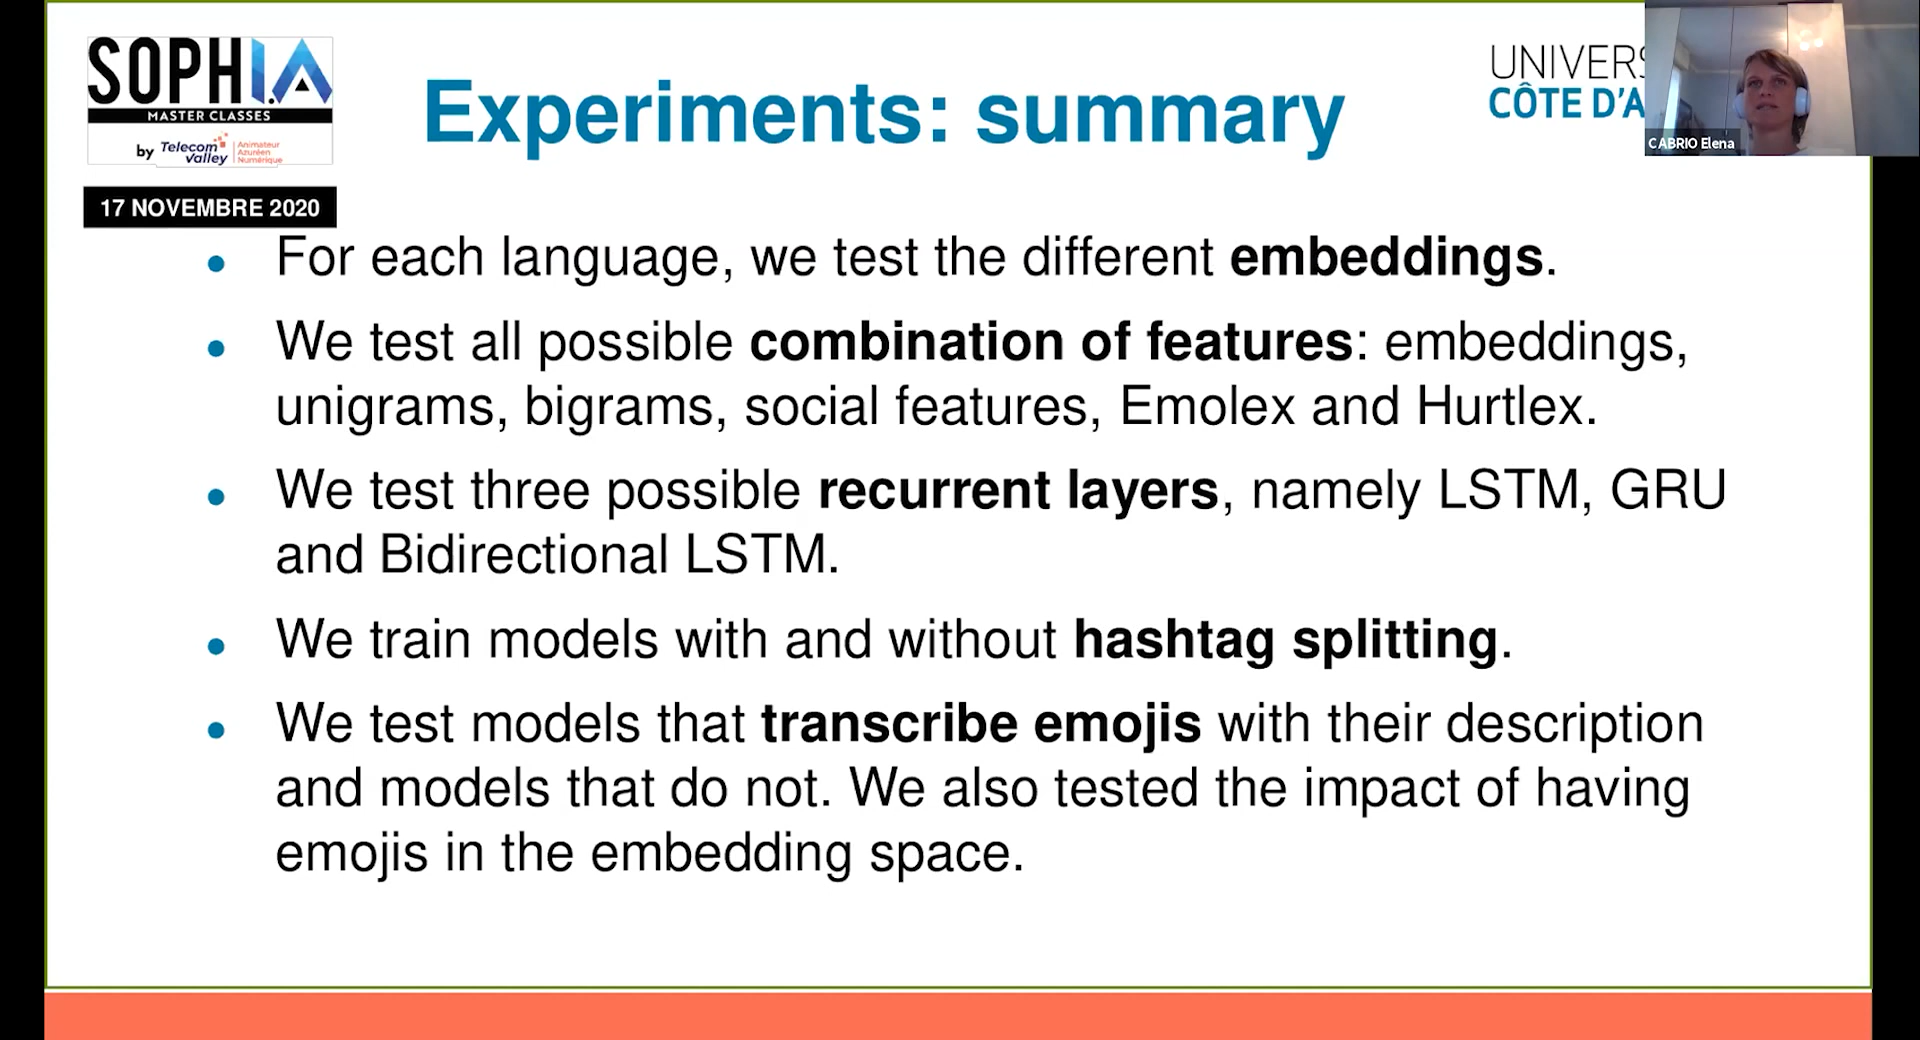 SOPHI.A
MASTER CLASSES
by Telecom Valley
Animateur
Azuréen
Numérique
17 NOVEMBRE 2020
Experiments: summary
UNIVERS
CÔTE D'A
CABRIO Elena
• For each language, we test the different embeddings.
• We test all possible combination of features: embeddings,
unigrams, bigrams, social features, Emolex and Hurtlex.
• We test three possible recurrent layers, namely LSTM, GRU
and Bidirectional LSTM.
• We train models with and without hashtag splitting.
• We test models that transcribe emojis with their description
and models that do not. We also tested the impact of having
emojis in the embedding space.